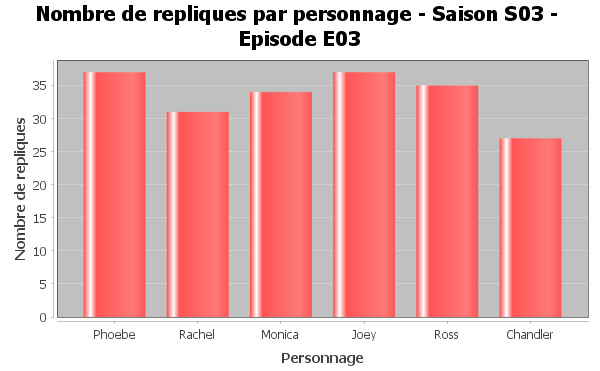 Nombre de repliques par personnage - Saison S03 -
Episode E03
Nombre de repliques
35
30
25
20
15
10
5
0
Phoebe Rachel Monica Joey Ross Chandler
Personnage